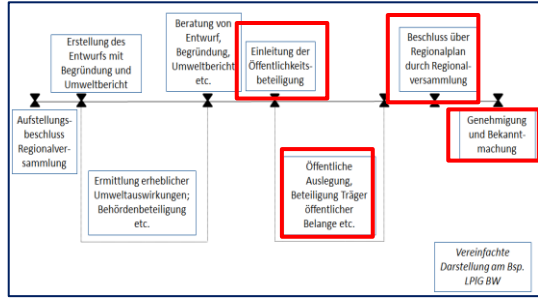 Erstellung des
Entwurfs mit
Begründung und
Umweltbericht
Beratung von
Entwurf,
Begründung,
Umweltbericht
etc.
Einleitung der
Öffentlichkeits-
beteiligung
Beschluss über
Regionalplan
durch Regional-
versammlung
Aufstellungs-
beschluss
Regionalver-
sammlung
Ermittlung erheblicher
Umweltauswirkungen;
Behördenbeteiligung
etc.
Öffentliche
Auslegung,
Beteiligung Träger
öffentlicher
Belange etc.
Genehmigung
und Bekannt-
machung
Vereinfachte
Darstellung am Bsp.
LPlG BW